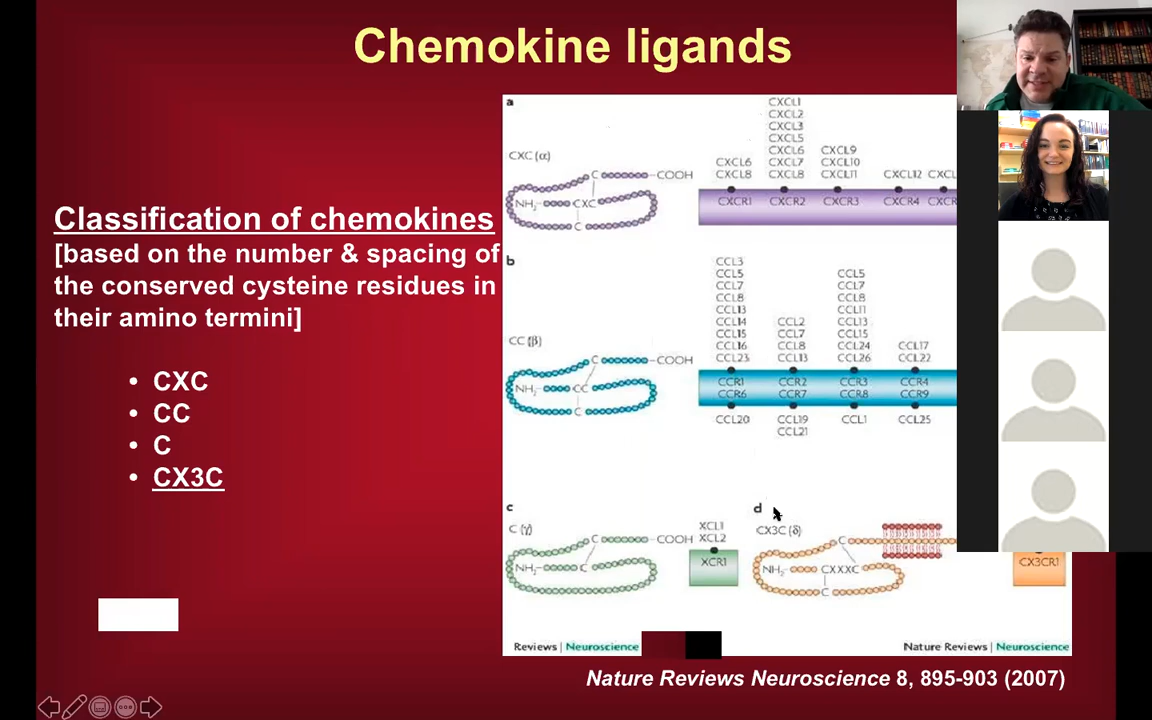 Chemokine ligands
Classification of chemokines
[based on the number & spacing of
the conserved cysteine residues in
their amino termini]
• CXC
• CC
• C
• CX3C
a
CXC (α)
C
COOH
NH2
CXC
C
CXCL6
CXCL8
CXCR1
CXCL1
CXCL2
CXCL3
CXCL5
CXCL6
CXCL7
CXCL8
CXCR2
CXCL9
CXCL10
CXCL11
CXCR3
CXCL12
CXCR4
b
CC (β)
C
COOH
NH2
CC
C
CCL3
CCL5
CCL7
CCL8
CCL13
CCL14
CCL15
CCL16
CCL23
CCR1
CCR6
CCL20
CCL2
CCL7
CCL8
CCL13
CCR2
CCR7
CCL19
CCL21
CCL5
CCL7
CCL8
CCL11
CCL13
CCL15
CCL24
CCL26
CCR3
CCR8
CCL1
CCL17
CCL22
CCR4
CCR9
CCL25
c
C (γ)
C
COOH
NH2
C
XCL1
XCL2
XCR1
d
CX3C (δ)
C
NH2
CXXXC
C
CX3CR1
Reviews | Neuroscience
Nature Reviews | Neuroscience
Nature Reviews Neuroscience 8, 895-903 (2007)